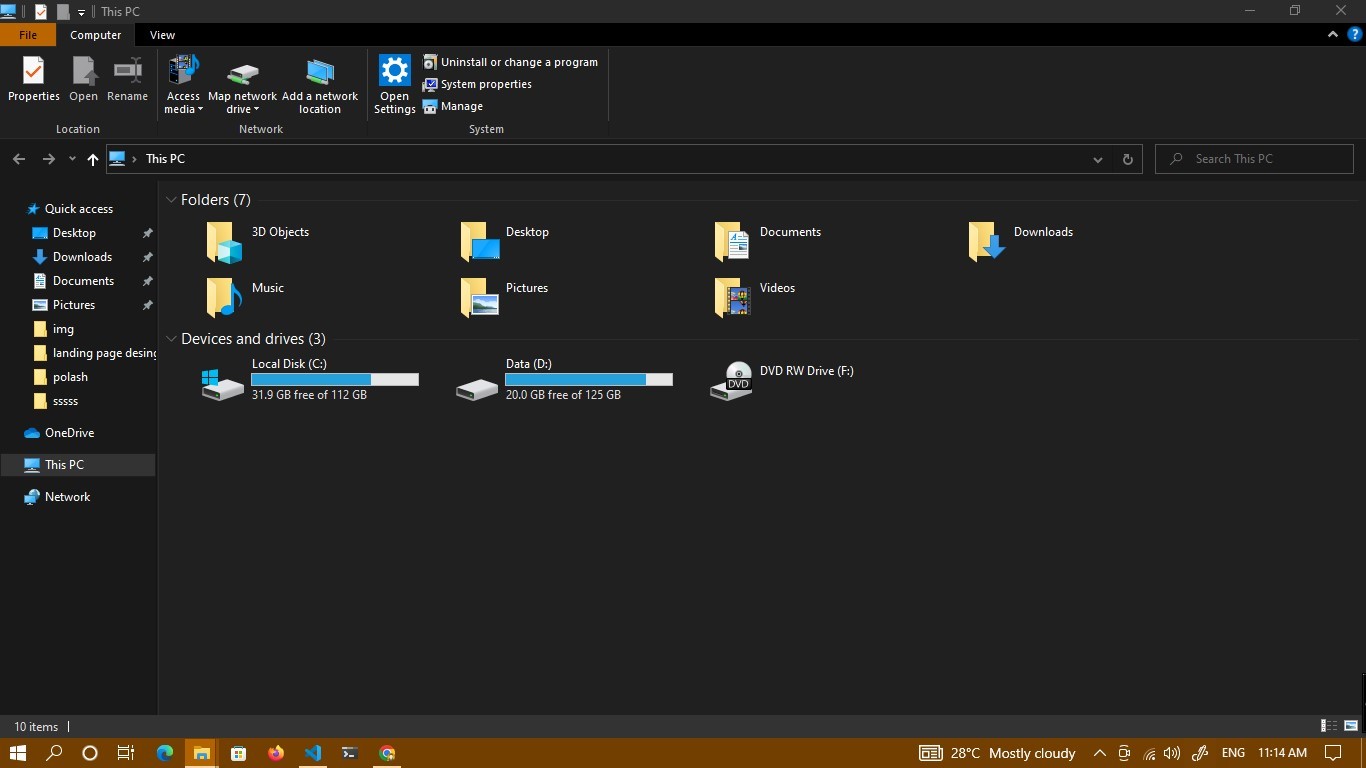 This PC
File Computer View
Properties Open Rename Access media Map network drive Add a network location Open Settings Uninstall or change a program
System properties
Manage
Location Network System
This PC
Search This PC
Quick access
Desktop
Downloads
Documents
Pictures
img
landing page desing
polash
sssss
OneDrive
This PC
Network
Folders (7)
3D Objects Desktop Documents Downloads
Music Pictures Videos
Devices and drives (3)
Local Disk (C:)
31.9 GB free of 112 GB
Data (D:)
20.0 GB free of 125 GB
DVD
DVD RW Drive (F:)
10 items
28°C Mostly cloudy ENG 11:14 AM